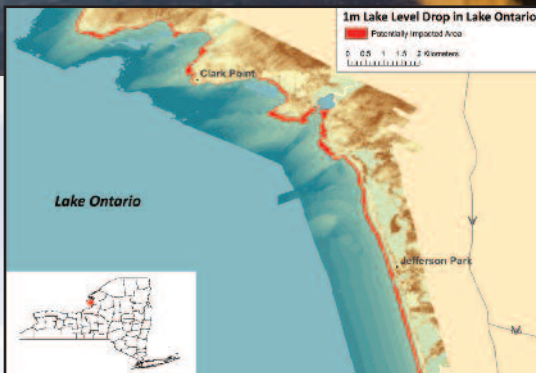 1m Lake Level Drop in Lake Ontario
Potentially Impacted Area
0 0.5 1 1.5 2 Kilometers
Clark Point
Lake Ontario
Jefferson Park